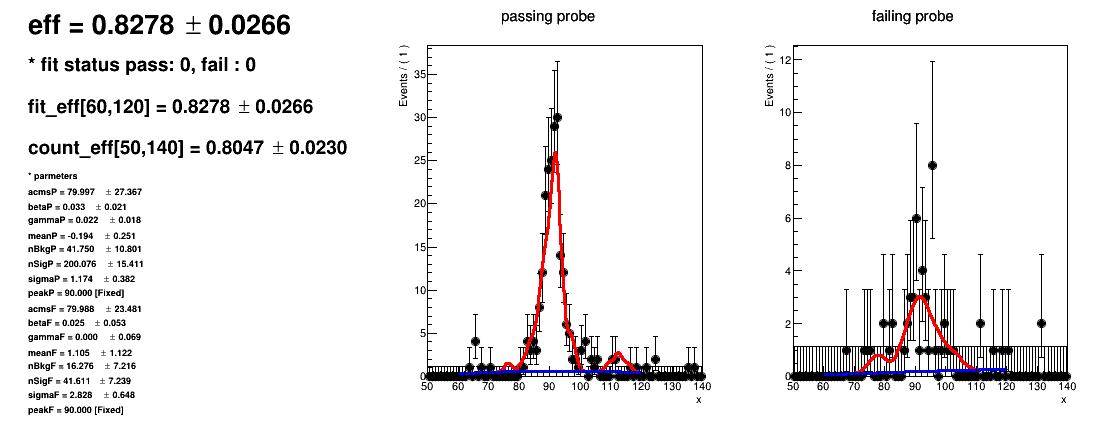 eff = 0.8278 ± 0.0266
* fit status pass: 0, fail : 0
fit_eff[60,120] = 0.8278 ± 0.0266
count_eff[50,140] = 0.8047 ± 0.0230
* parmeters
acmsP = 79.997 ± 27.367
betaP = 0.033 ± 0.021
gammaP = 0.022 ± 0.018
meanP = -0.194 ± 0.251
nBkgP = 41.750 ± 10.801
nSigP = 200.076 ± 15.411
sigmaP = 1.174 ± 0.382
peakP = 90.000 [Fixed]
acmsF = 79.988 ± 23.481
betaF = 0.025 ± 0.053
gammaF = 0.000 ± 0.069
meanF = 1.105 ± 1.122
nBkgF = 16.276 ± 7.216
nSigF = 41.611 ± 7.239
sigmaF = 2.828 ± 0.648
peakF = 90.000 [Fixed]
passing probe
Events / ( 1 )
35
30
25
20
15
10
5
0
50 60 70 80 90 100 110 120 130 140
x
failing probe
Events / ( 1 )
12
10
8
6
4
2
0
50 60 70 80 90 100 110 120 130 140
x